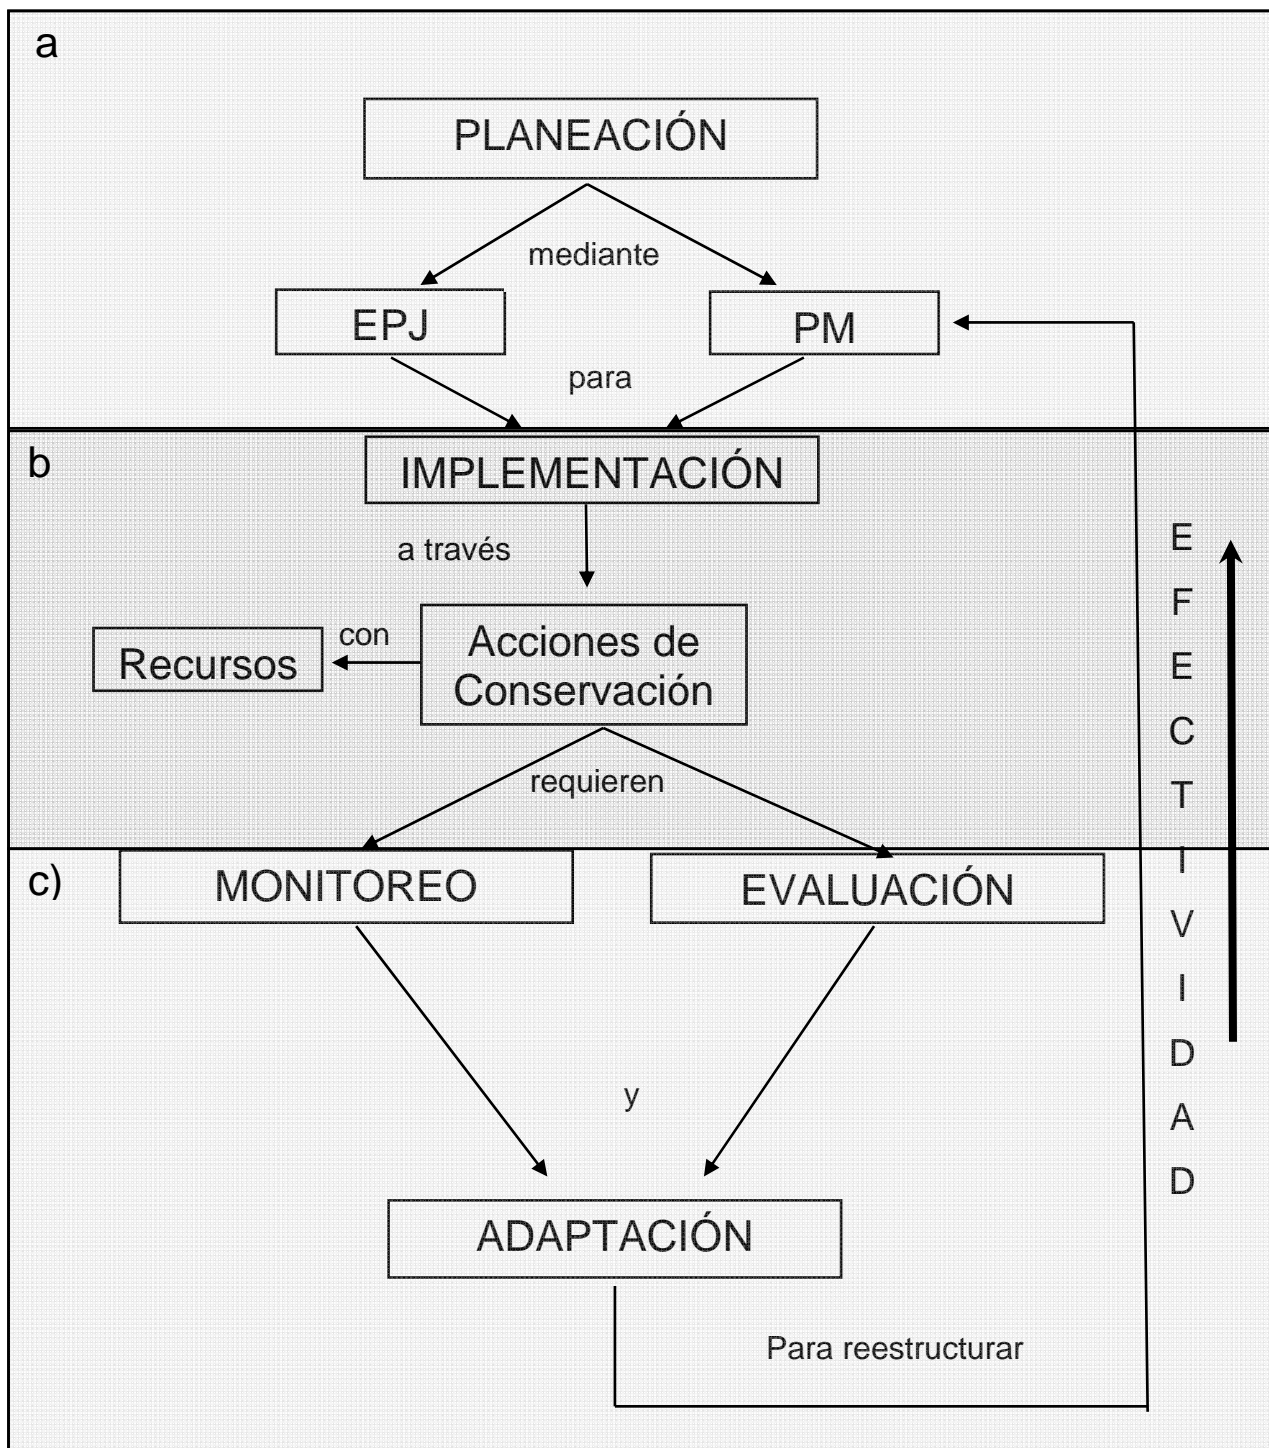 a
PLANEACIÓN
mediante
EPJ
PM
para
b
IMPLEMENTACIÓN
a través
Acciones de
Conservación
con
Recursos
requieren
c)
MONITOREO
EVALUACIÓN
y
ADAPTACIÓN
Para reestructurar
E
F
E
C
T
I
V
I
D
A
D